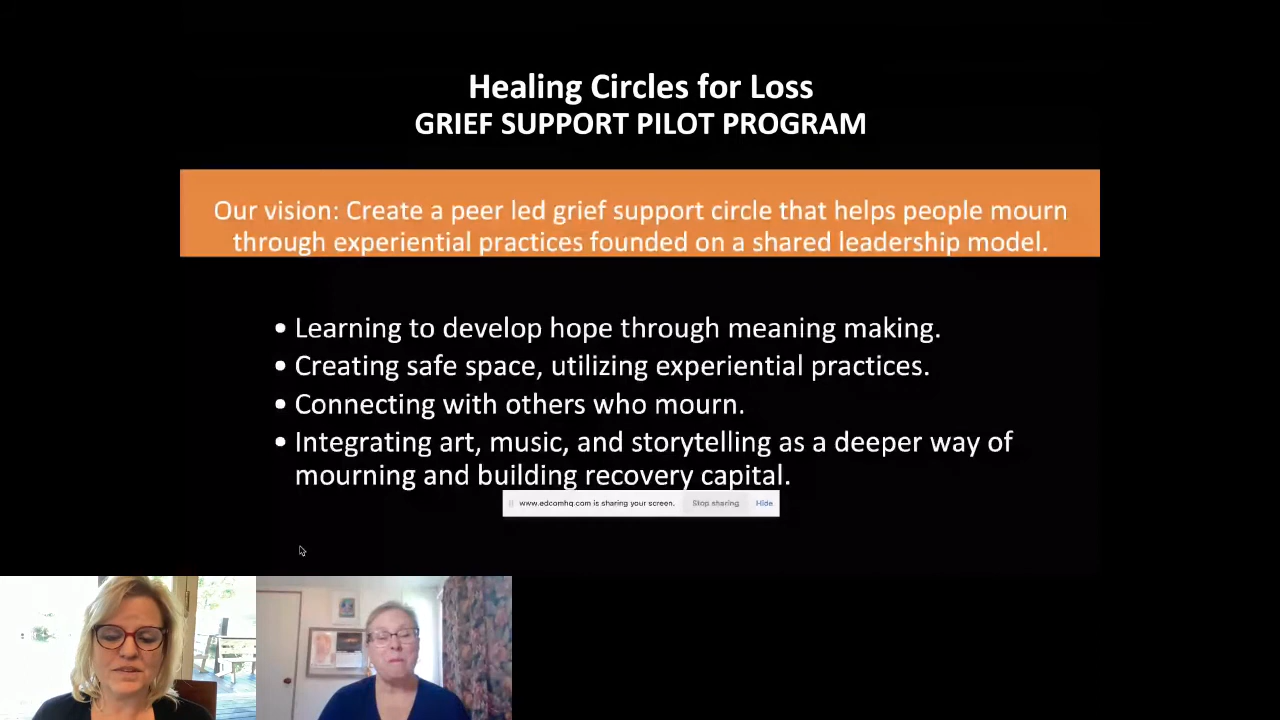 Healing Circles for Loss
GRIEF SUPPORT PILOT PROGRAM
Our vision: Create a peer led grief support circle that helps people mourn
through experiential practices founded on a shared leadership model.
• Learning to develop hope through meaning making.
• Creating safe space, utilizing experiential practices.
• Connecting with others who mourn.
• Integrating art, music, and storytelling as a deeper way of
mourning and building recovery capital.
www.edcomhq.com is sharing your screen. Stop sharing Hide